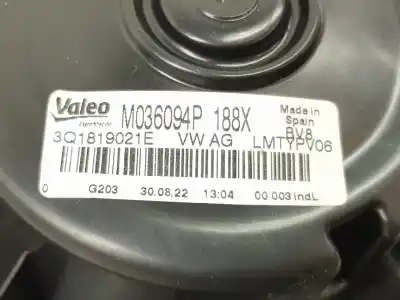 Valeo M036094P 188X Made in
Spain
BV8
3Q1819021E VW AG LMTYPV06
0 G203 30.08.22 13:04 00 003 indL